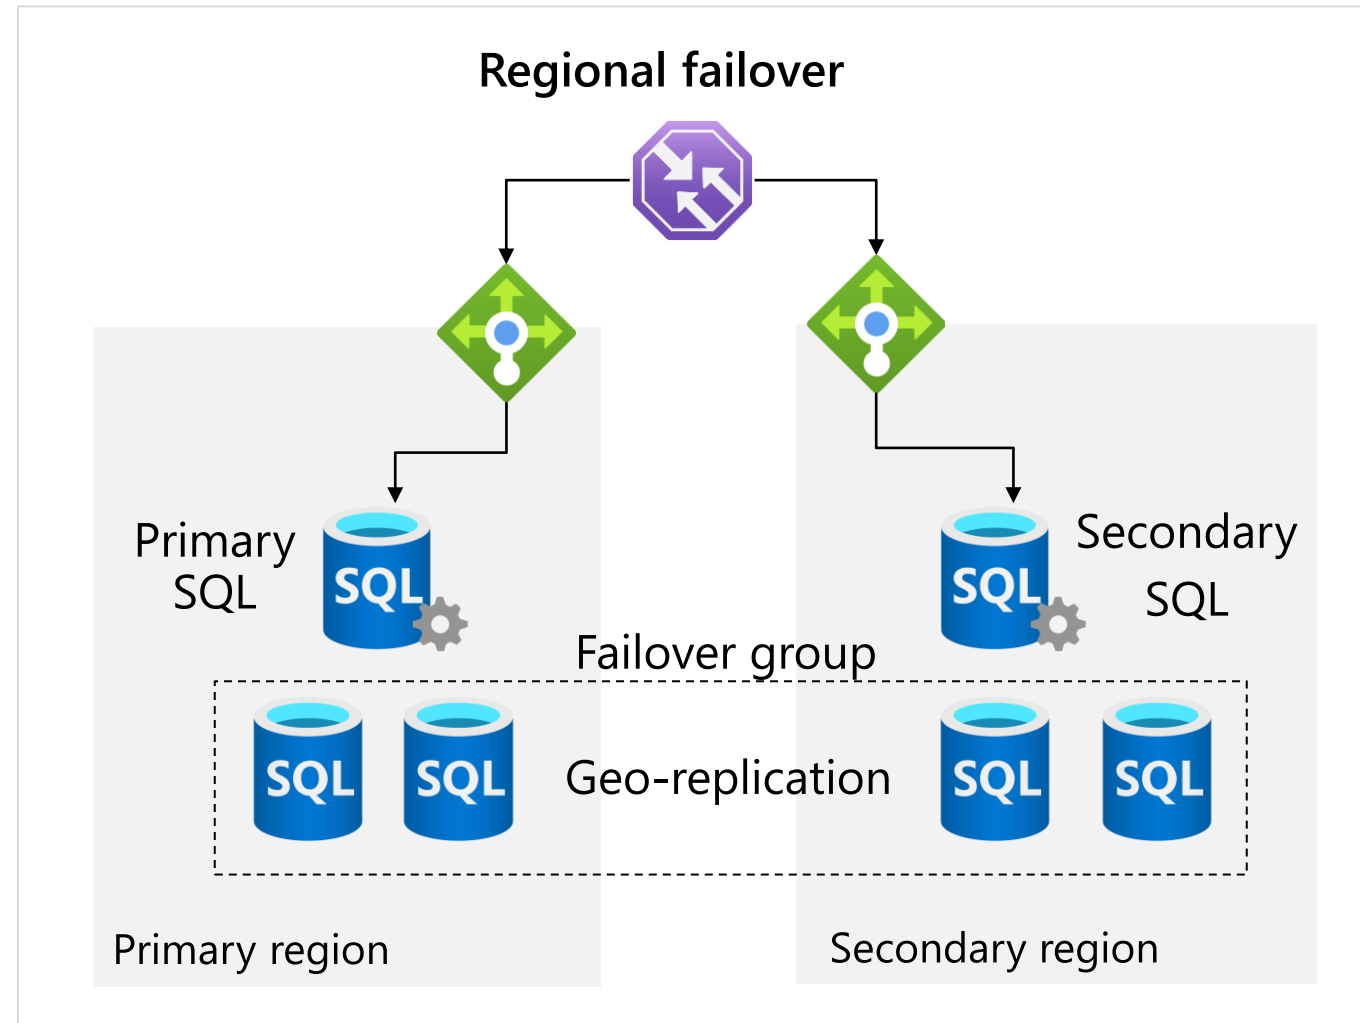 Regional failover
Primary
SQL
SQL
Secondary
SQL
SQL
Failover group
SQL
SQL
Geo-replication
SQL
SQL
Primary region
Secondary region